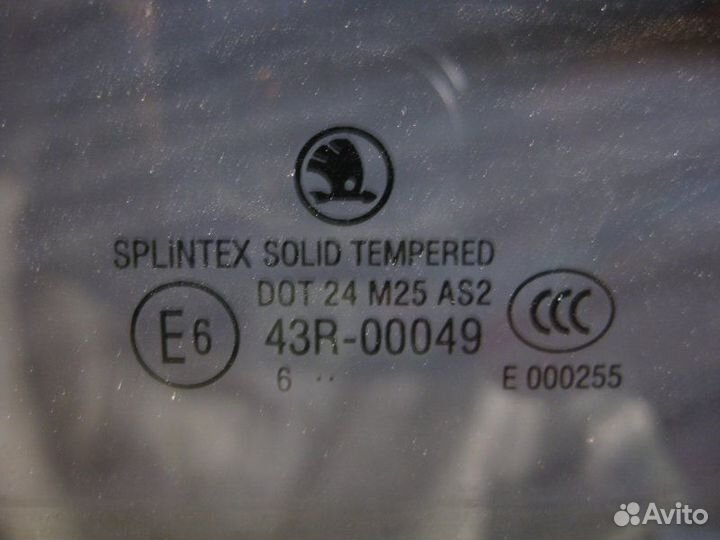 SPLiNTEX SOLID TEMPERED
DOT 24 M25 AS2
E6 43R-00049 CCC
6 ·· E 000255
Avito